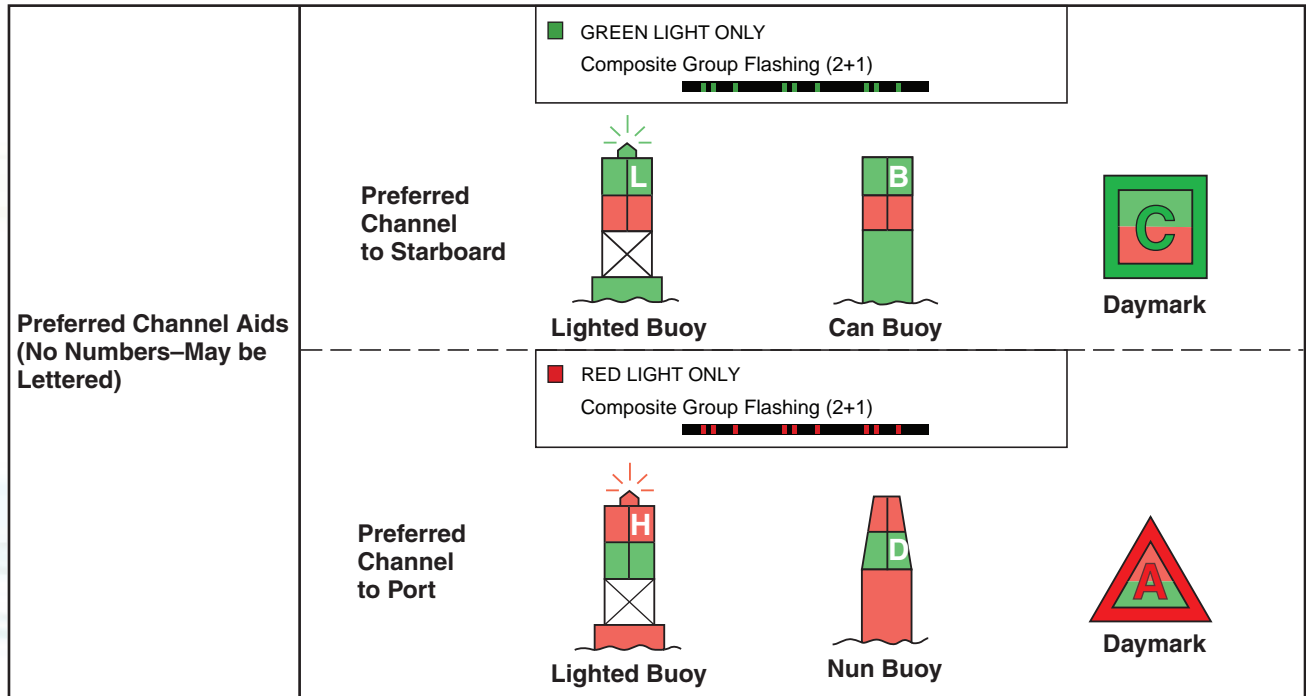 Preferred Channel Aids
(No Numbers–May be
Lettered)
GREEN LIGHT ONLY
Composite Group Flashing (2+1)
Preferred
Channel
to Starboard
L
B
C
Lighted Buoy
Can Buoy
Daymark
RED LIGHT ONLY
Composite Group Flashing (2+1)
Preferred
Channel
to Port
H
D
A
Lighted Buoy
Nun Buoy
Daymark